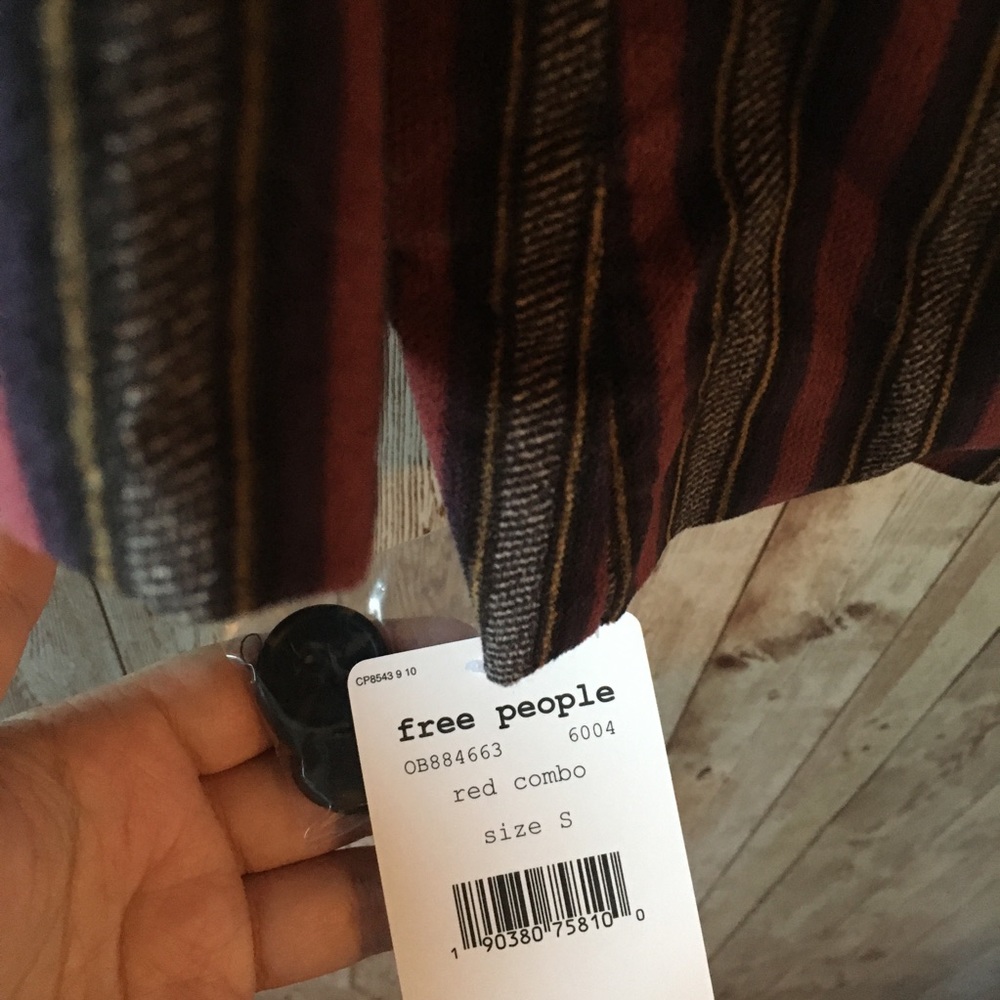 CP8543 9 10
free people
OB884663 6004
red combo
size S
1 90380 75810 0